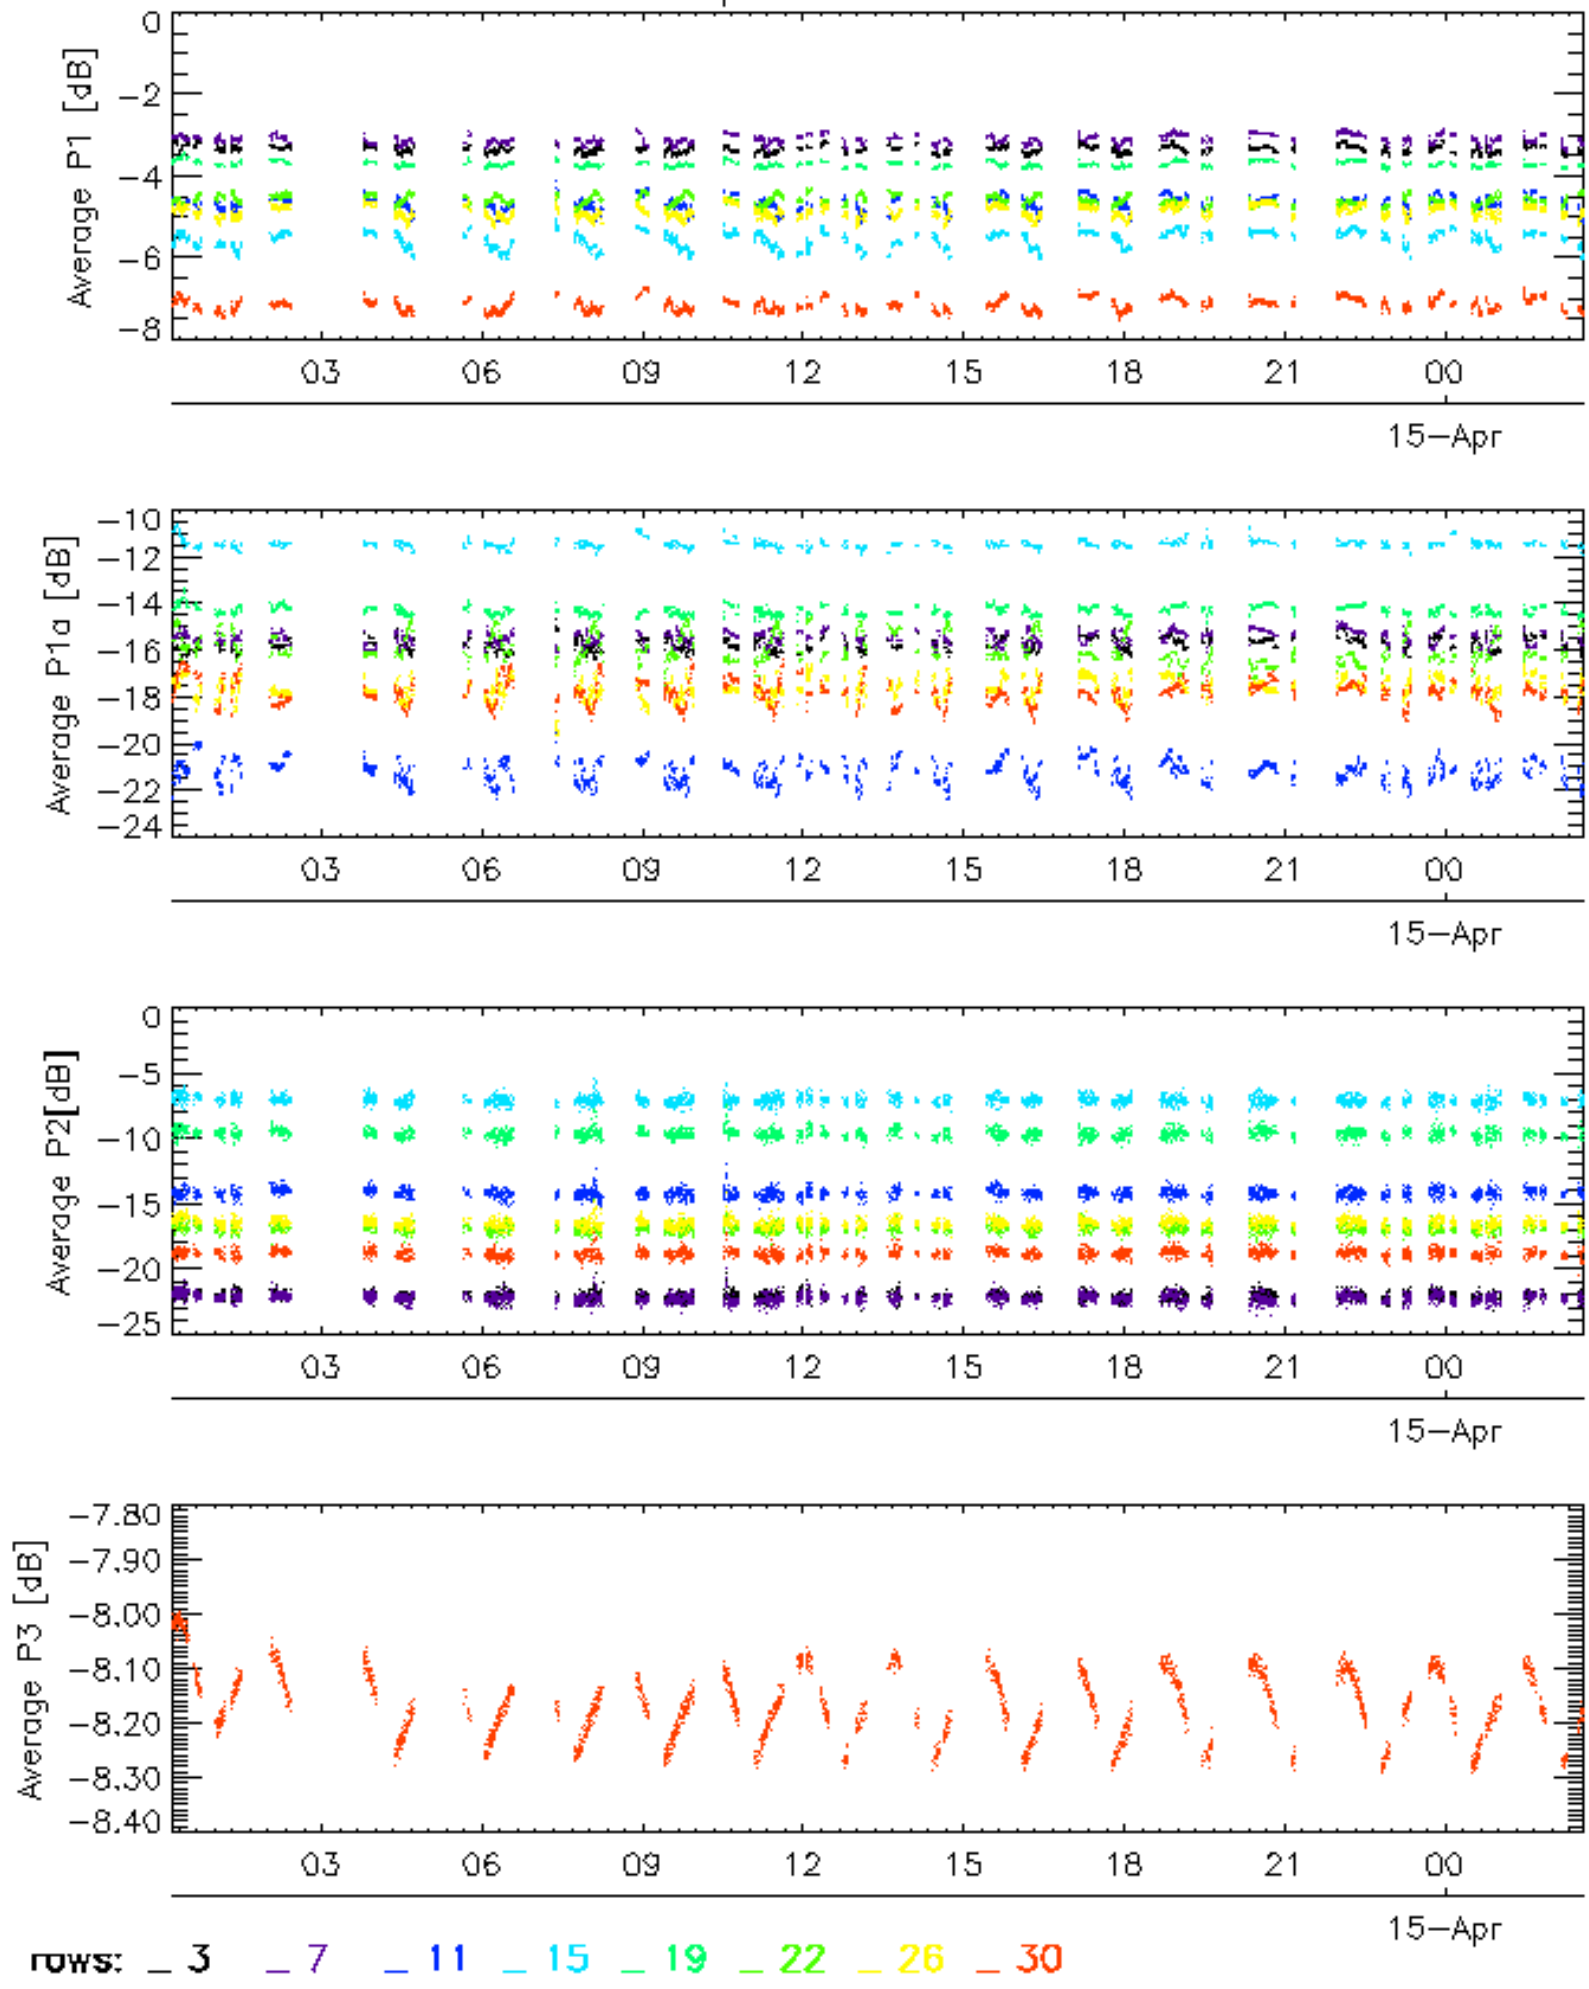 0
-2
-4
-6
-8
Average P1 [dB]
03 06 09 12 15 18 21 00
15-Apr
-10
-12
-14
-16
-18
-20
-22
-24
Average P1a [dB]
03 06 09 12 15 18 21 00
15-Apr
0
-5
-10
-15
-20
-25
Average P2[dB]
03 06 09 12 15 18 21 00
15-Apr
-7.80
-7.90
-8.00
-8.10
-8.20
-8.30
-8.40
Average P3 [dB]
03 06 09 12 15 18 21 00
15-Apr
rows: _ 3 _ 7 _ 11 _ 15 _ 19 _ 22 _ 26 _ 30